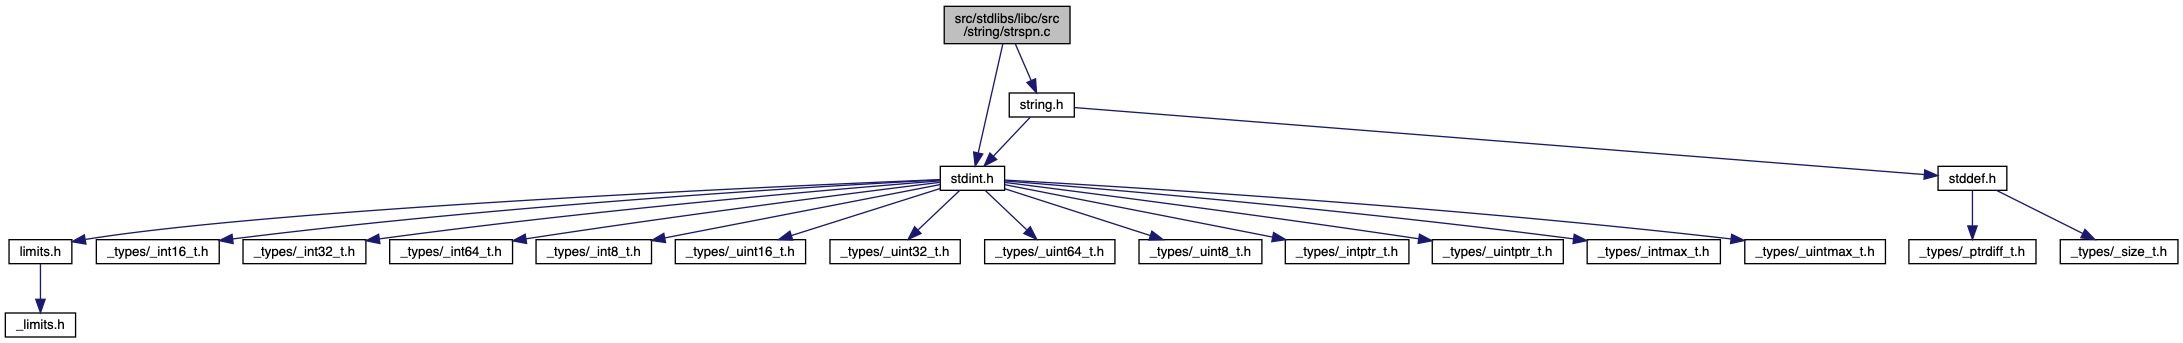 src/stdlibs/libc/src
/string/strspn.c
string.h
stdint.h
stddef.h
limits.h
_types/_int16_t.h
_types/_int32_t.h
_types/_int64_t.h
_types/_int8_t.h
_types/_uint16_t.h
_types/_uint32_t.h
_types/_uint64_t.h
_types/_uint8_t.h
_types/_intptr_t.h
_types/_uintptr_t.h
_types/_intmax_t.h
_types/_uintmax_t.h
_types/_ptrdiff_t.h
_types/_size_t.h
_limits.h